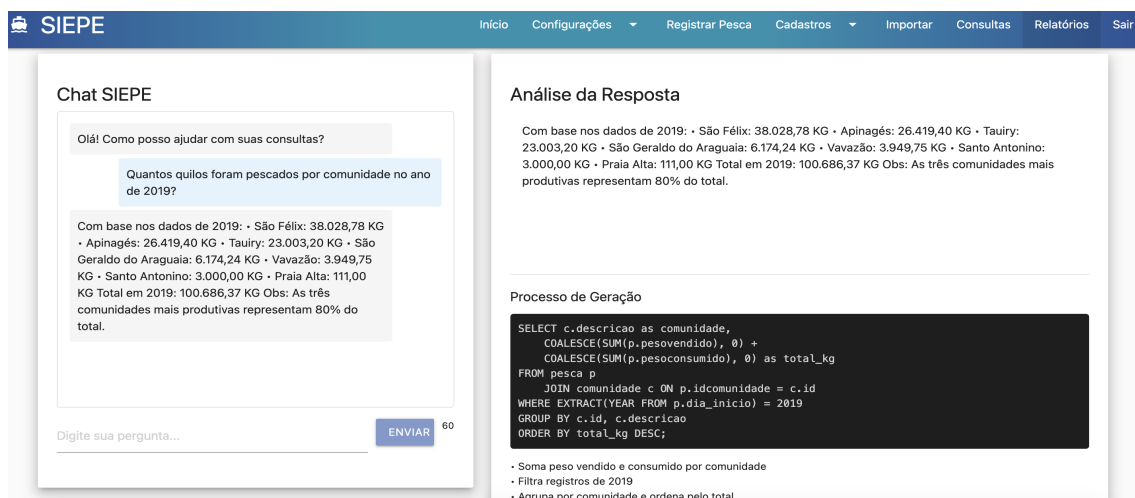 SIEPE
Início Configurações Registrar Pesca Cadastros Importar Consultas Relatórios Sair
Chat SIEPE
Olá! Como posso ajudar com suas consultas?
Quantos quilos foram pescados por comunidade no ano
de 2019?
Com base nos dados de 2019: • São Félix: 38.028,78 KG
• Apinagés: 26.419,40 KG • Tauiry: 23.003,20 KG • São
Geraldo do Araguaia: 6.174,24 KG • Vavazão: 3.949,75
KG • Santo Antonino: 3.000,00 KG • Praia Alta: 111,00
KG Total em 2019: 100.686,37 KG Obs: As três
comunidades mais produtivas representam 80% do
total.
Digite sua pergunta...
ENVIAR
60
Análise da Resposta
Com base nos dados de 2019: • São Félix: 38.028,78 KG • Apinagés: 26.419,40 KG • Tauiry:
23.003,20 KG • São Geraldo do Araguaia: 6.174,24 KG • Vavazão: 3.949,75 KG • Santo Antonino:
3.000,00 KG • Praia Alta: 111,00 KG Total em 2019: 100.686,37 KG Obs: As três comunidades mais
produtivas representam 80% do total.
Processo de Geração
SELECT c.descricao as comunidade,
COALESCE(SUM(p.pesovendido), 0) +
COALESCE(SUM(p.pesoconsumido), 0) as total_kg
FROM pesca p
JOIN comunidade c ON p.idcomunidade = c.id
WHERE EXTRACT(YEAR FROM p.dia_inicio) = 2019
GROUP BY c.id, c.descricao
ORDER BY total_kg DESC;
• Soma peso vendido e consumido por comunidade
• Filtra registros de 2019
• Agrupa por comunidade e ordena pelo total